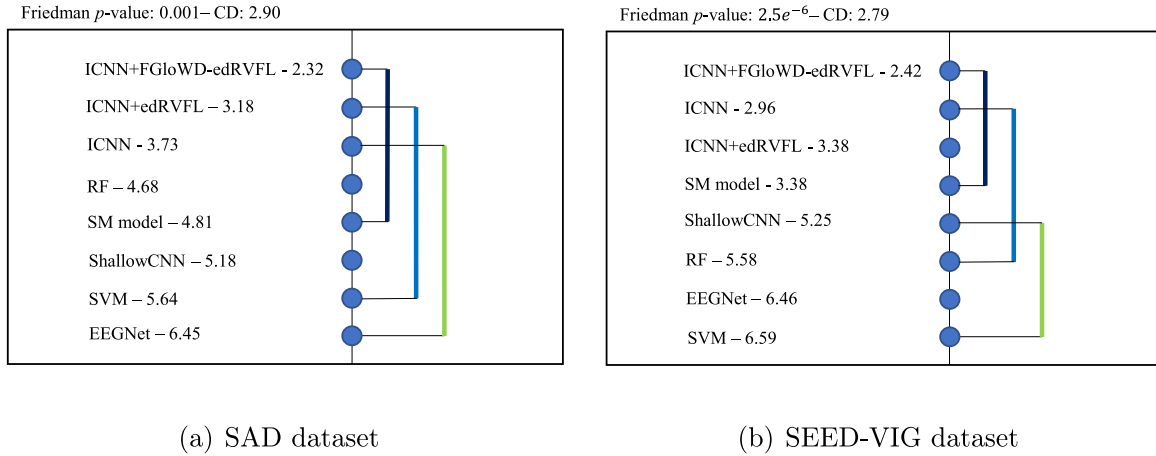 Friedman p-value: 0.001– CD: 2.90
ICNN+FGloWD-edRVFL - 2.32
ICNN+edRVFL – 3.18
ICNN - 3.73
RF – 4.68
SM model – 4.81
ShallowCNN – 5.18
SVM – 5.64
EEGNet – 6.45
(a) SAD dataset
Friedman p-value: 2.5e⁻⁶– CD: 2.79
ICNN+FGloWD-edRVFL - 2.42
ICNN - 2.96
ICNN+edRVFL - 3.38
SM model - 3.38
ShallowCNN – 5.25
RF – 5.58
EEGNet – 6.46
SVM – 6.59
(b) SEED-VIG dataset